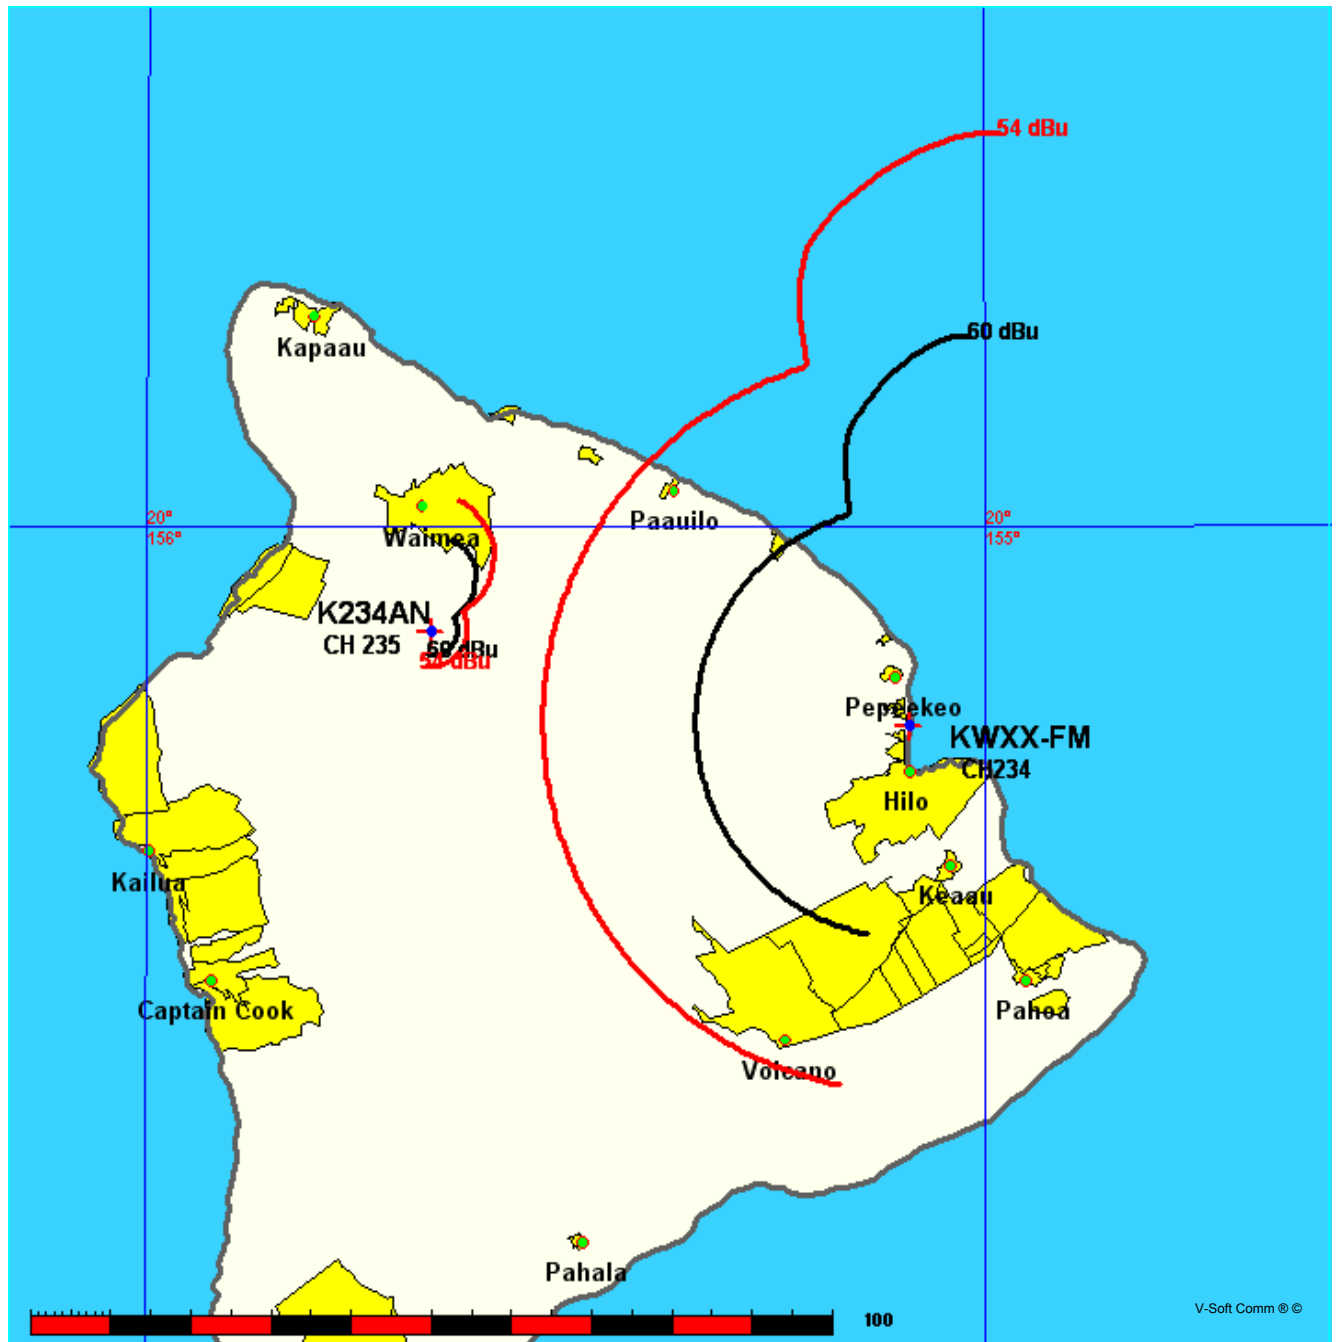 54 dBu
60 dBu
Kapaau
Paauilo
Waimea
20°
156°
20°
155°
K234AN
CH 235
dBu
54 dBu
Pepeekeo
KWXX-FM
CH234
Hilo
Kailua
Keaau
Captain Cook
Pahoa
Volcano
Pahala
V-Soft Comm ® ©
100